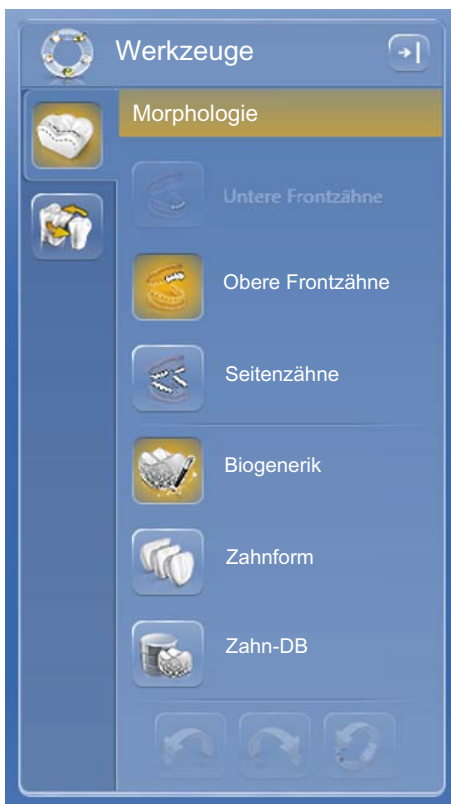 Werkzeuge
Morphologie
Untere Frontzähne
Obere Frontzähne
Seitenzähne
Biogenerik
Zahnform
Zahn-DB